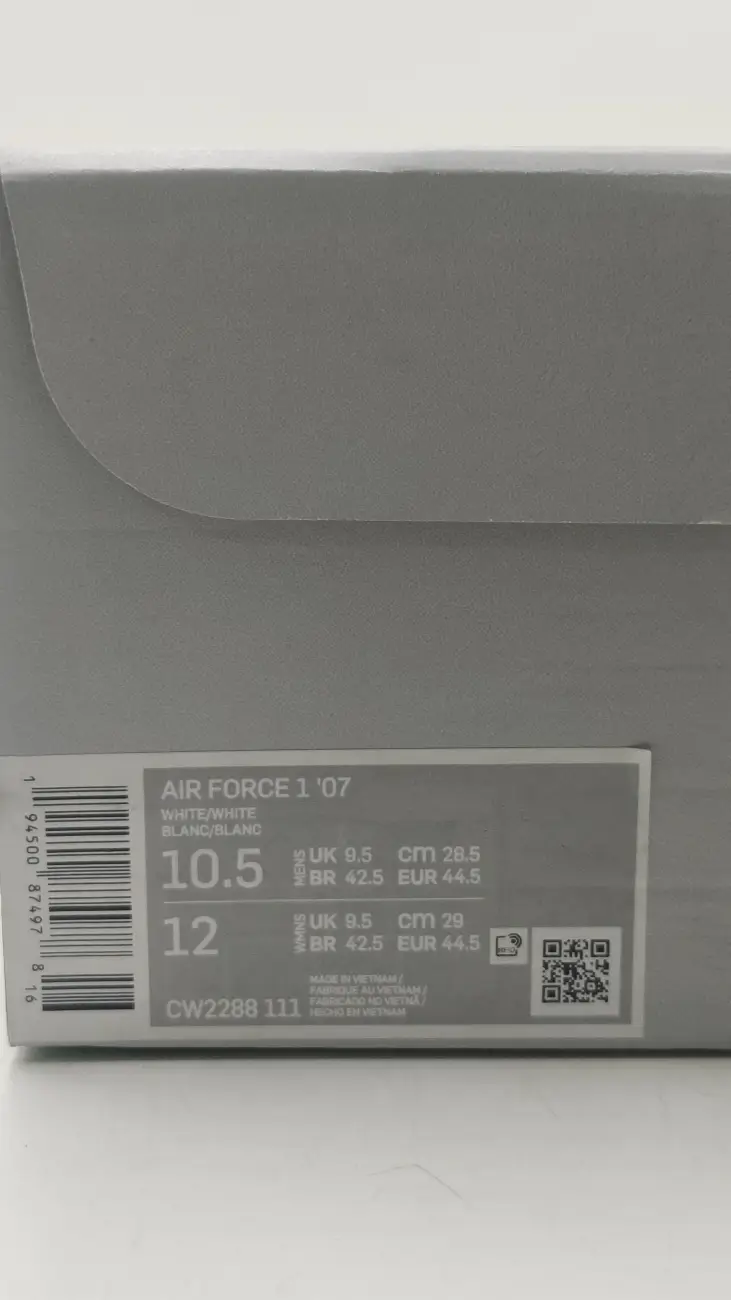 1 94500 87497 8 16
AIR FORCE 1 '07
WHITE/WHITE
BLANC/BLANC
10.5 MENS UK 9.5 cm 28.5
BR 42.5 EUR 44.5
12 WMNS UK 9.5 cm 29
BR 42.5 EUR 44.5
CW2288 111
MADE IN VIETNAM /
FABRIQUE AU VIETNAM /
FABRICADO NO VIETNÃ /
HECHO EN VIETNAM